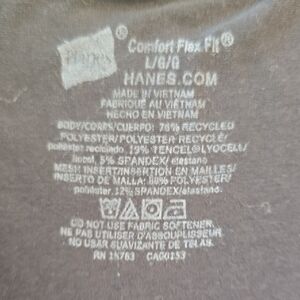 Hanes®
Comfort Flex Fit®
L/G/G
HANES.COM
MADE IN VIETNAM
FABRIQUE AU VIETNAM
HECHO EN VIETNAM
BODY/CORPS/CUERPO: 76% RECYCLED
POLYESTER/POLYESTER RECYCLÉ/
poliéster reciclado, 19% TENCEL® LYOCELL/
liocel, 5% SPANDEX/ elastano
MESH INSERT/INSERTION EN MAILLES/
INSERTO DE MALLA: 88% POLYESTER/
poliéster, 12% SPANDEX/elastano.
DO NOT USE FABRIC SOFTENER.
NE PAS UTILISER D'ASSOUPLISSEUR.
NO USAR SUAVIZANTE DE TELAS.
RN 15763 CA00153